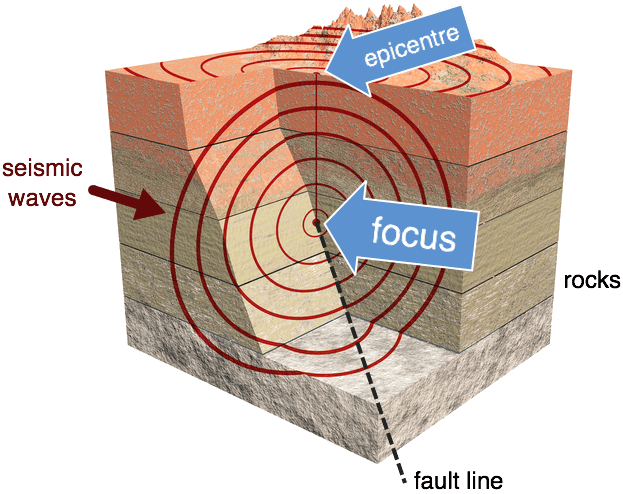 epicentre
seismic
waves
focus
rocks
fault line